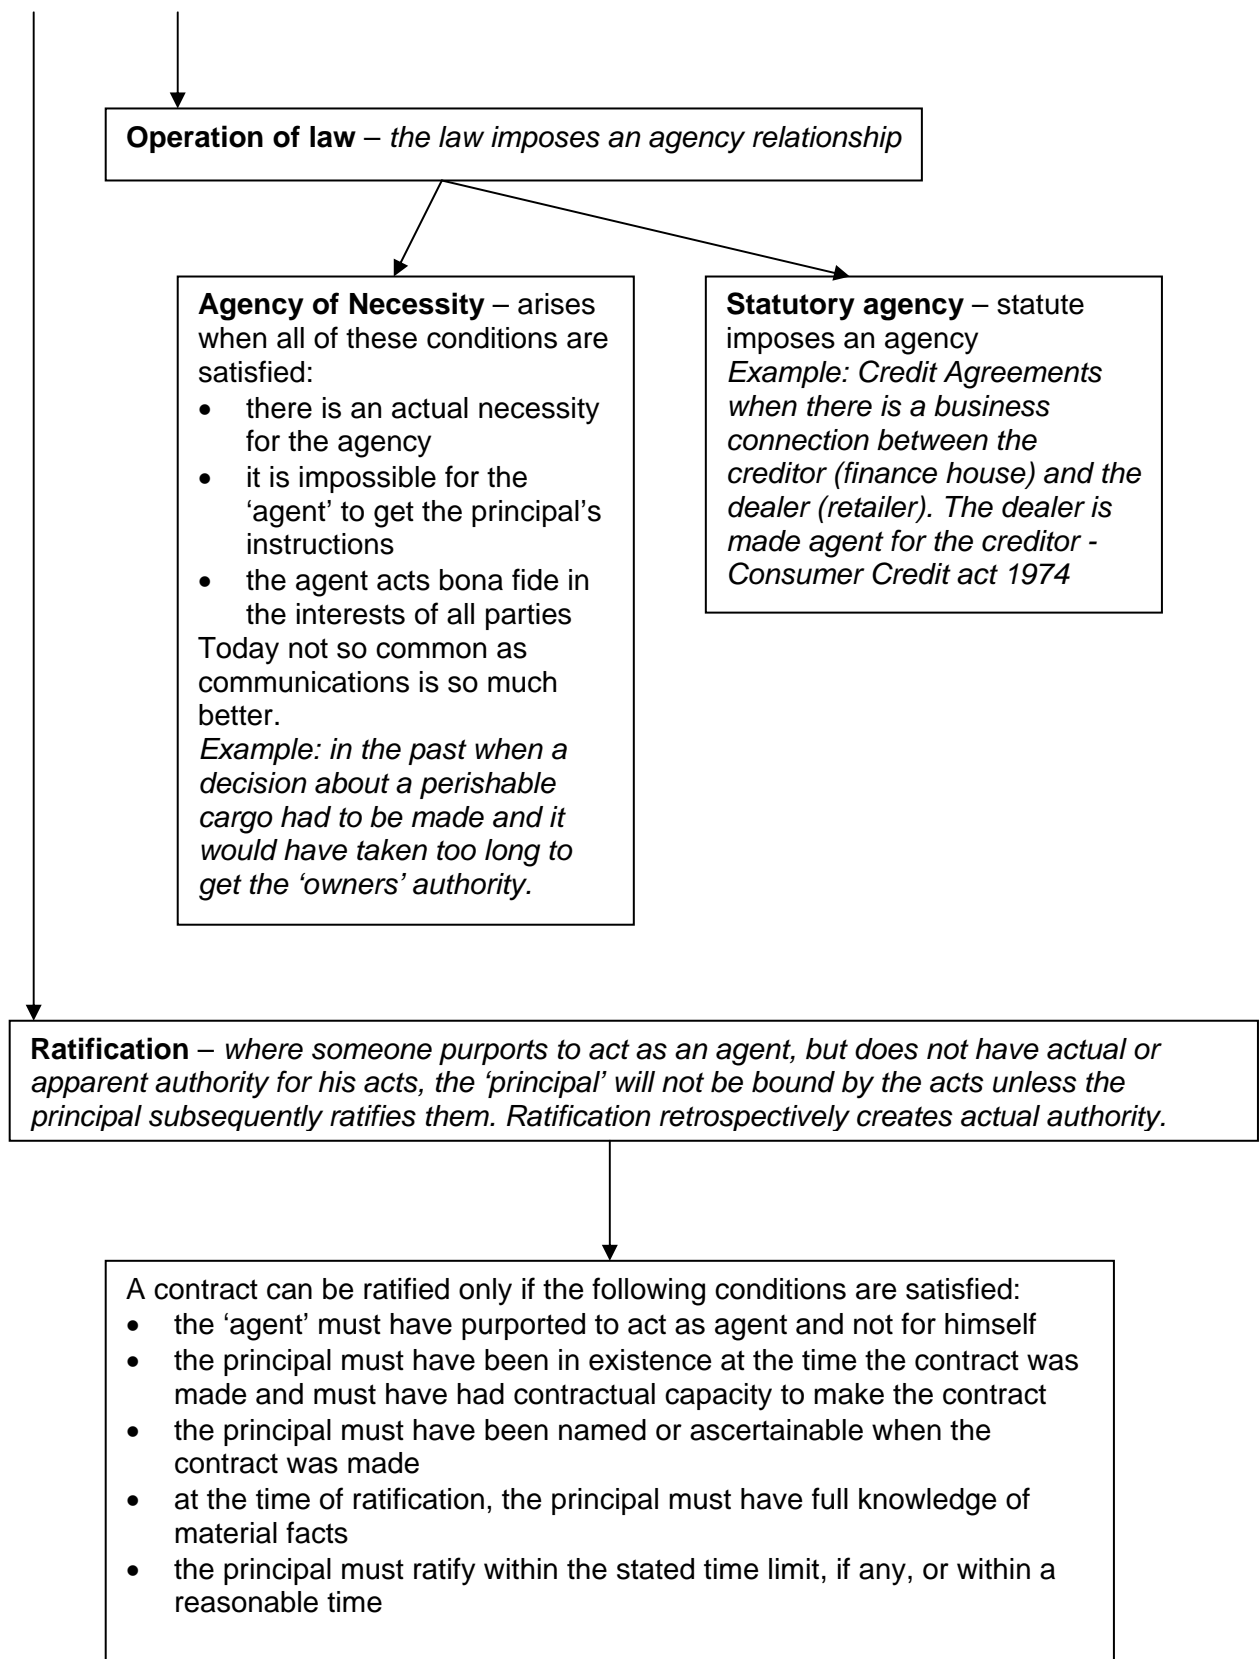 Operation of law – the law imposes an agency relationship
Agency of Necessity – arises
when all of these conditions are
satisfied:
• there is an actual necessity
for the agency
• it is impossible for the
‘agent’ to get the principal’s
instructions
• the agent acts bona fide in
the interests of all parties
Today not so common as
communications is so much
better.
Example: in the past when a
decision about a perishable
cargo had to be made and it
would have taken too long to
get the ‘owners’ authority.
Statutory agency – statute
imposes an agency
Example: Credit Agreements
when there is a business
connection between the
creditor (finance house) and the
dealer (retailer). The dealer is
made agent for the creditor -
Consumer Credit act 1974
Ratification – where someone purports to act as an agent, but does not have actual or
apparent authority for his acts, the ‘principal’ will not be bound by the acts unless the
principal subsequently ratifies them. Ratification retrospectively creates actual authority.
A contract can be ratified only if the following conditions are satisfied:
• the ‘agent’ must have purported to act as agent and not for himself
• the principal must have been in existence at the time the contract was
made and must have had contractual capacity to make the contract
• the principal must have been named or ascertainable when the
contract was made
• at the time of ratification, the principal must have full knowledge of
material facts
• the principal must ratify within the stated time limit, if any, or within a
reasonable time